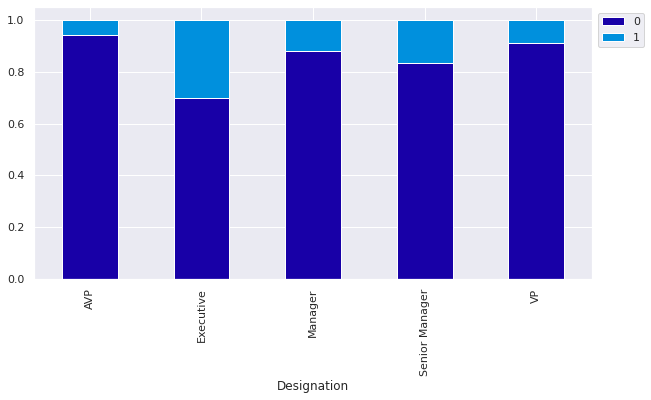 1.0
0.8
0.6
0.4
0.2
0.0
0
1
AVP
Executive
Manager
Senior Manager
VP
Designation